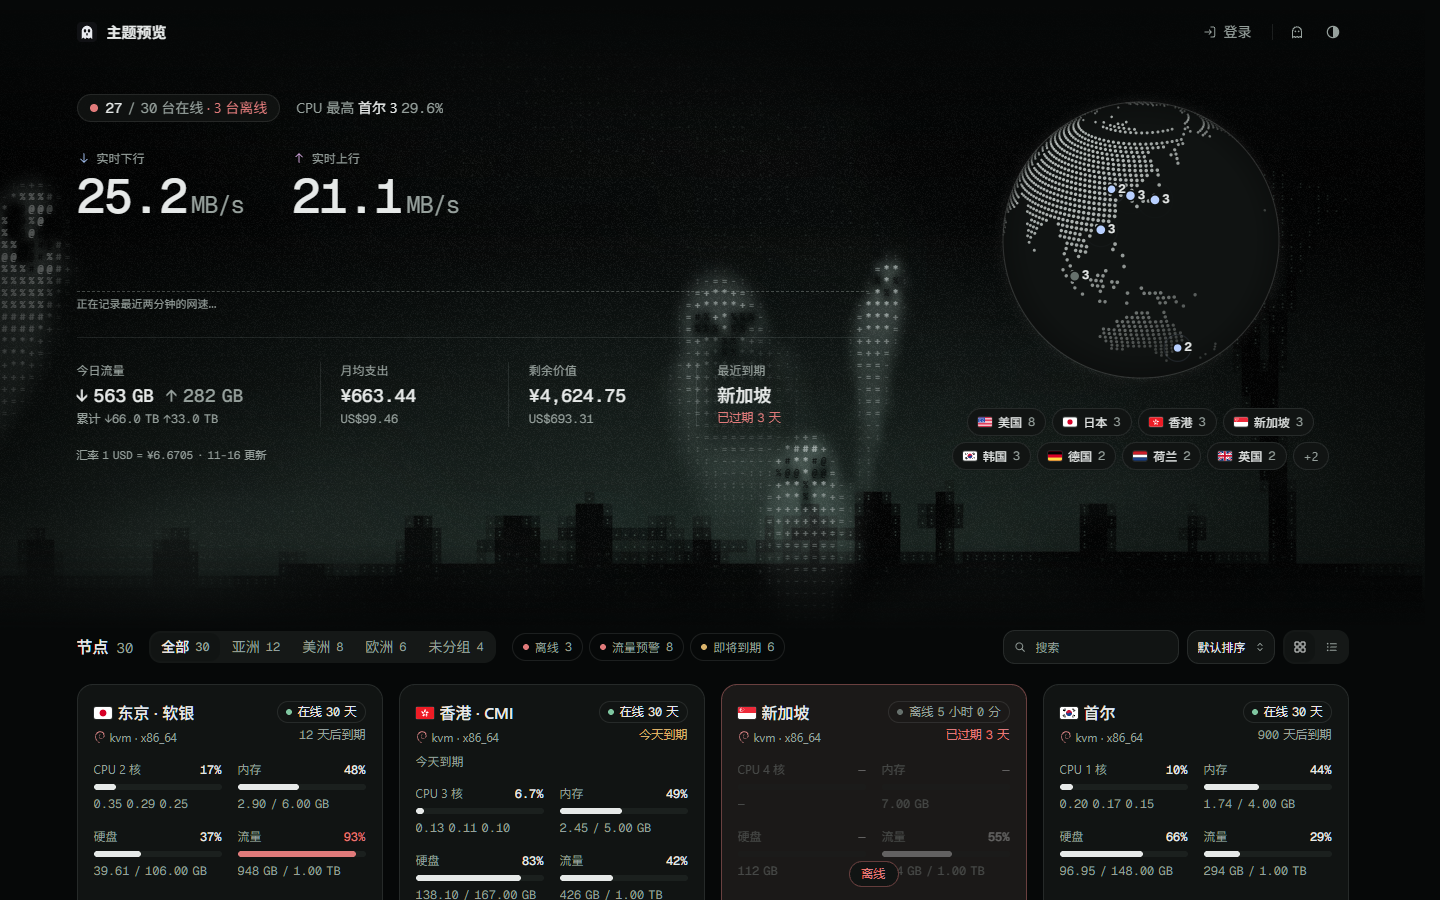 主题预览
登录
27 / 30 台在线 · 3 台离线
CPU 最高 首尔 3 29.6%
↓ 实时下行
↑ 实时上行
25.2 MB/s
21.1 MB/s
正在记录最近两分钟的网速...
今日流量
↓ 563 GB ↑ 282 GB
累计 ↓66.0 TB ↑33.0 TB
月均支出
¥663.44
US$99.46
剩余价值
¥4,624.75
US$693.31
最近到期
新加坡
已过期 3 天
汇率 1 USD = ¥6.6705 · 11-16 更新
2
3
3
3
3
2
美国 8
日本 3
香港 3
新加坡 3
韩国 3
德国 2
荷兰 2
英国 2
+2
节点 30
全部 30
亚洲 12
美洲 8
欧洲 6
未分组 4
离线 3
流量预警 8
即将到期 6
搜索
默认排序
东京 · 软银
在线 30 天
kvm · x86_64
12 天后到期
CPU 2 核 17%
0.35 0.29 0.25
内存 48%
2.90 / 6.00 GB
硬盘 37%
39.61 / 106.00 GB
流量 93%
948 GB / 1.00 TB
香港 · CMI
在线 30 天
kvm · x86_64
今天到期
今天到期
CPU 3 核 6.7%
0.13 0.11 0.10
内存 49%
2.45 / 5.00 GB
硬盘 83%
138.10 / 167.00 GB
流量 42%
426 GB / 1.00 TB
新加坡
离线 5 小时 0 分
kvm · x86_64
已过期 3 天
CPU 4 核 –
–
内存 –
7.00 GB
硬盘 –
112 GB
流量 55%
4 GB / 1.00 TB
离线
首尔
在线 30 天
kvm · x86_64
900 天后到期
CPU 1 核 10%
0.20 0.17 0.15
内存 44%
1.74 / 4.00 GB
硬盘 66%
96.95 / 148.00 GB
流量 29%
294 GB / 1.00 TB